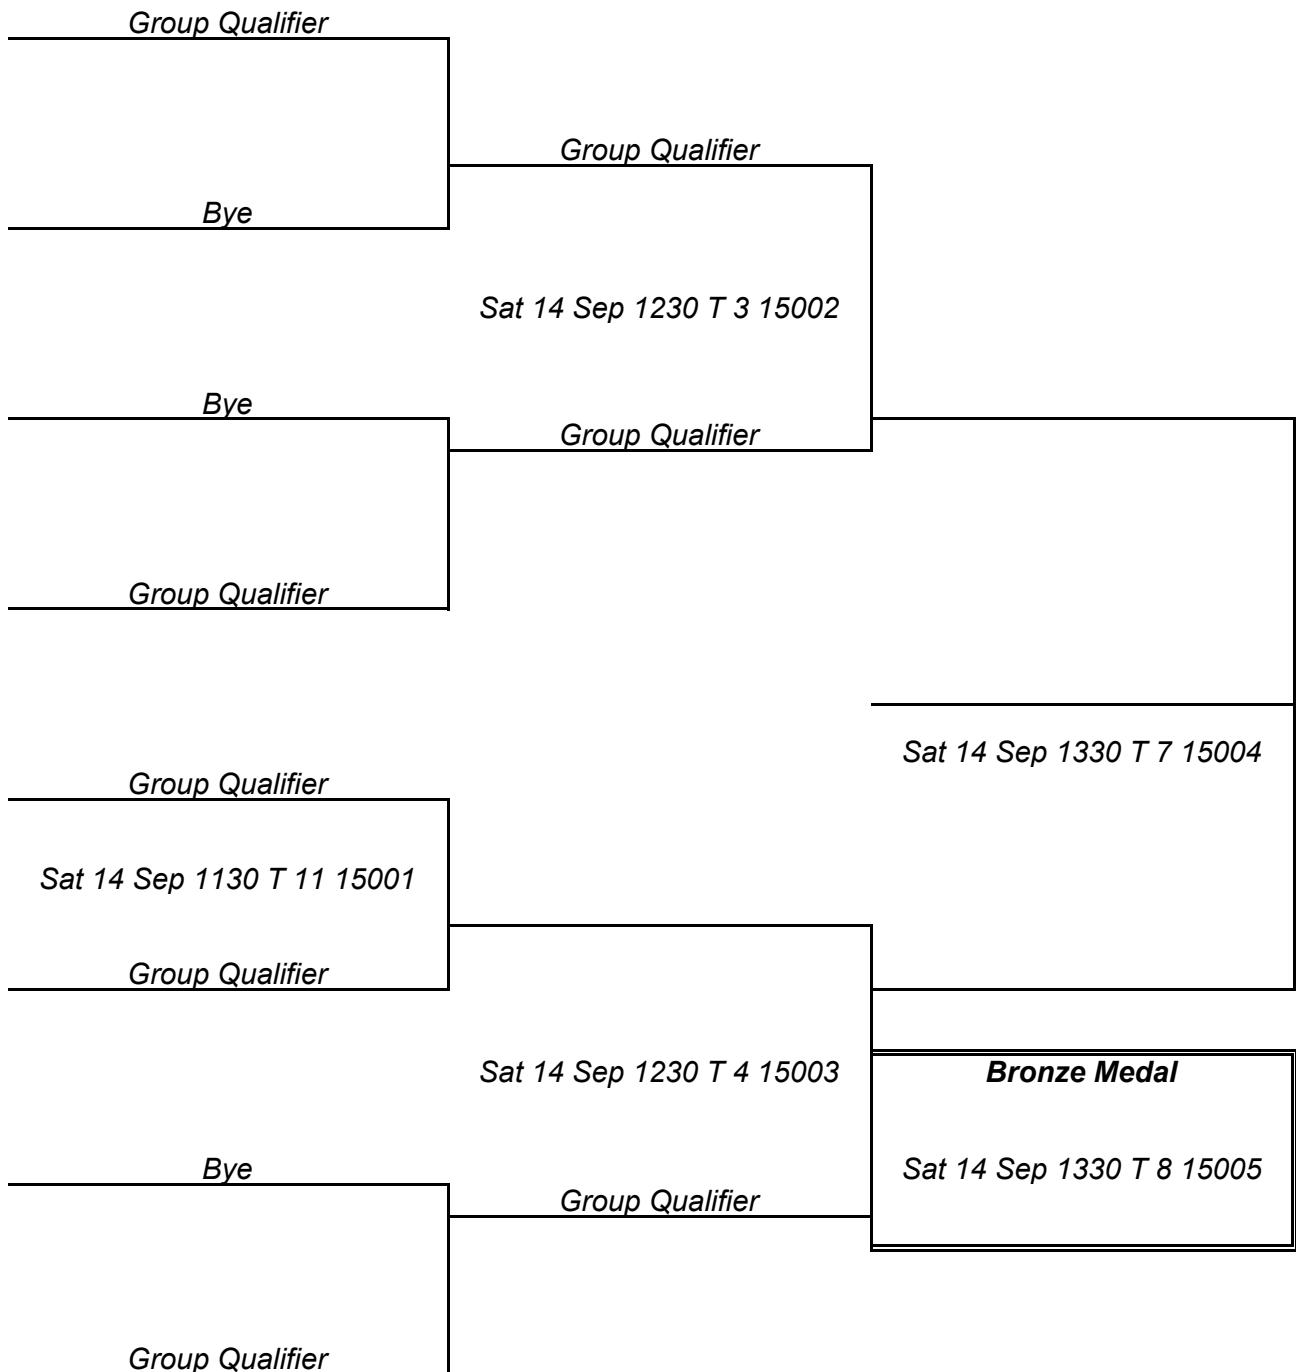 Group Qualifier
Group Qualifier
Bye
Sat 14 Sep 1230 T 3 15002
Bye
Group Qualifier
Group Qualifier
Sat 14 Sep 1330 T 7 15004
Group Qualifier
Sat 14 Sep 1130 T 11 15001
Group Qualifier
Sat 14 Sep 1230 T 4 15003
Bronze Medal
Bye
Sat 14 Sep 1330 T 8 15005
Group Qualifier
Group Qualifier